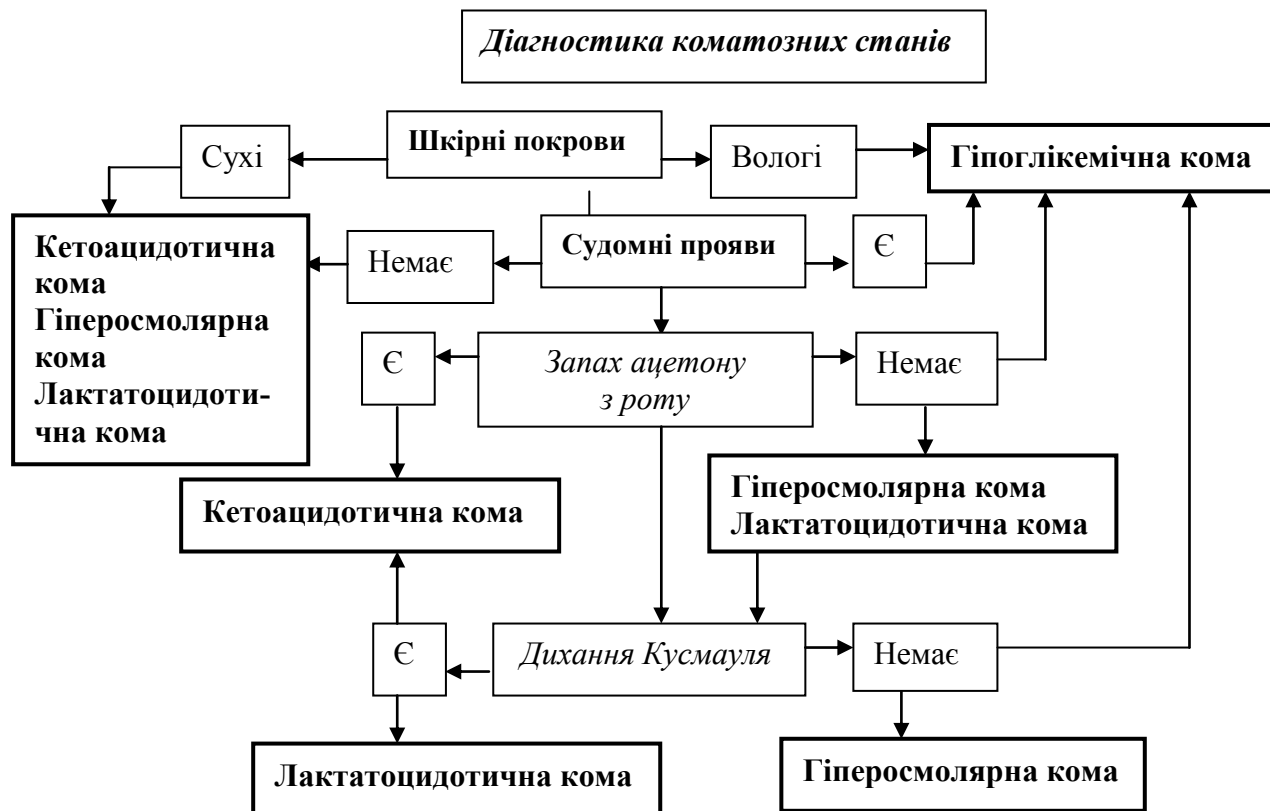 Діагностика коматозних станів
Шкірні покрови
Сухі
Вологі
Гіпоглікемічна кома
Кетоацидотична
кома
Гіперосмолярна
кома
Лактатоцидоти-
чна кома
Немає
Судомні прояви
Є
Є
Запах ацетону
з роту
Немає
Кетоацидотична кома
Гіперосмолярна кома
Лактатоцидотична кома
Є
Дихання Кусмауля
Немає
Лактатоцидотична кома
Гіперосмолярна кома